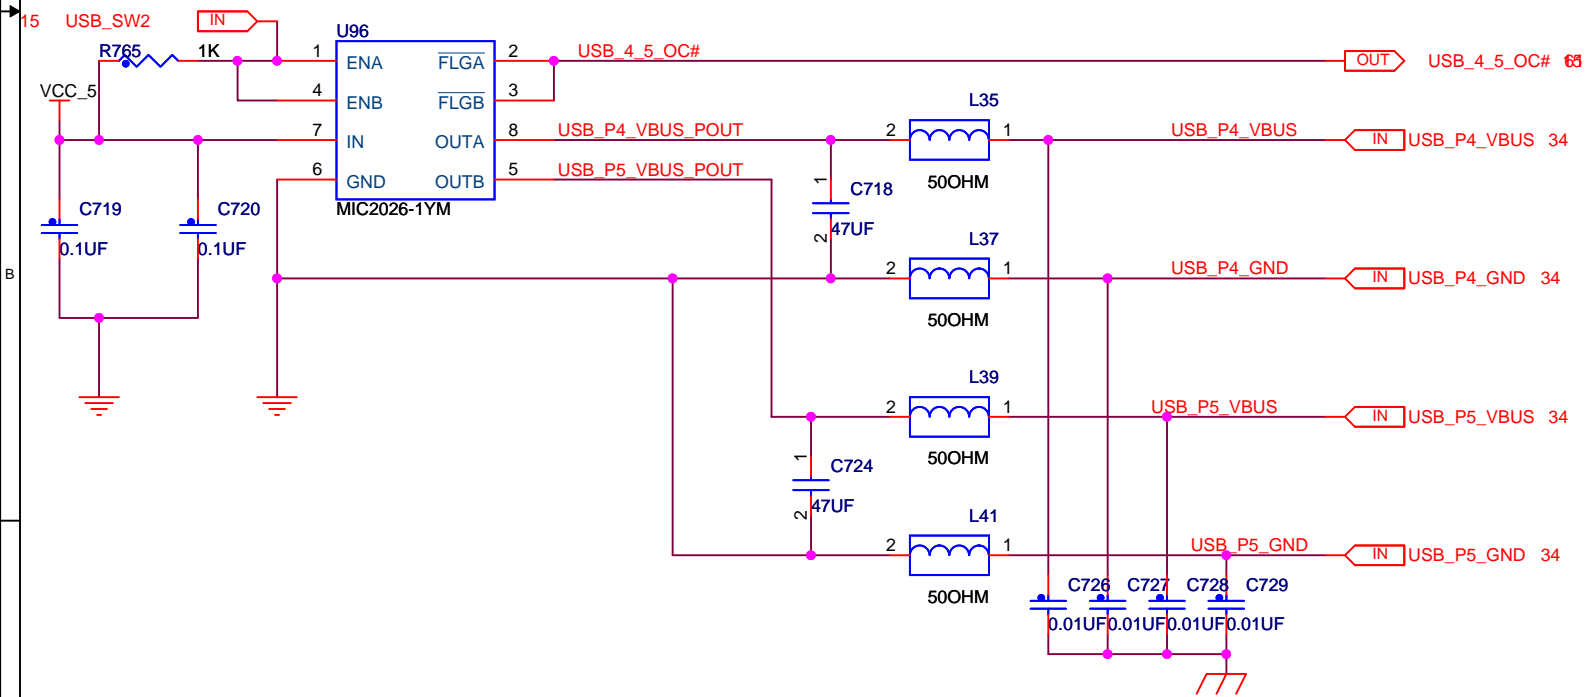 15 USB_SW2 IN
U96
R765 1K 1 ENA FLGA 2 USB_4_5_OC# OUT USB_4_5_OC#
VCC_5 4 ENB FLGB 3
L35
7 IN OUTA 8 USB_P4_VBUS_POUT 2 1 USB_P4_VBUS IN USB_P4_VBUS 34
6 GND OUTB 5 USB_P5_VBUS_POUT 50OHM
MIC2026-1YM
1 C718
47UF
2
C719 C720
0.1UF 0.1UF
B
L37
2 1 USB_P4_GND IN USB_P4_GND 34
50OHM
L39
2 1 USB_P5_VBUS IN USB_P5_VBUS 34
50OHM
1 C724
47UF
2
L41
2 1 USB_P5_GND IN USB_P5_GND 34
50OHM
C726 C727 C728 C729
0.01UF 0.01UF 0.01UF 0.01UF